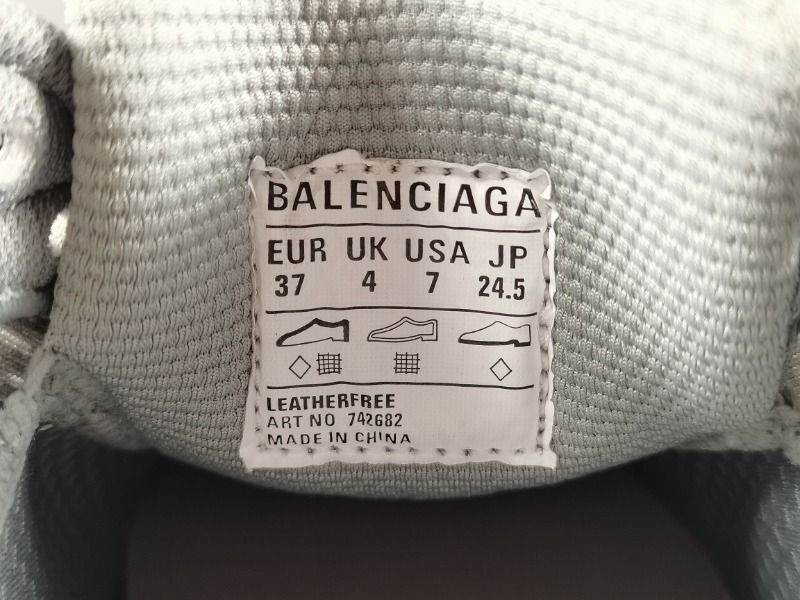 BALENCIAGA
EUR UK USA JP
37 4 7 24.5
LEATHERFREE
ART NO 742682
MADE IN CHINA